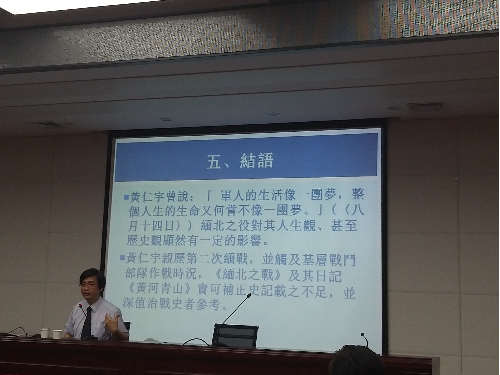 五、結語
■黃仁宇曾說：「軍人的生活像一團夢，整
個人生的生命又何嘗不像一團夢。」(〈八
月十四日〉) 緬北之役對其人生觀、甚至
歷史觀顯然有一定的影響。
■黃仁宇親歷第二次緬戰，並觸及基層戰鬥
部隊作戰時況，《緬北之戰》及其日記
《黃河青山》實可補正史記載之不足，並
深值治戰史者參考。